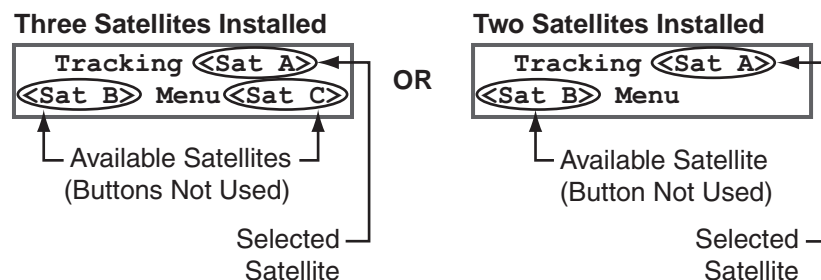 Three Satellites Installed
Tracking <Sat A>
<Sat B> Menu <Sat C>
Available Satellites
(Buttons Not Used)
Selected
Satellite
OR
Two Satellites Installed
Tracking <Sat A>
<Sat B> Menu
Available Satellite
(Button Not Used)
Selected
Satellite